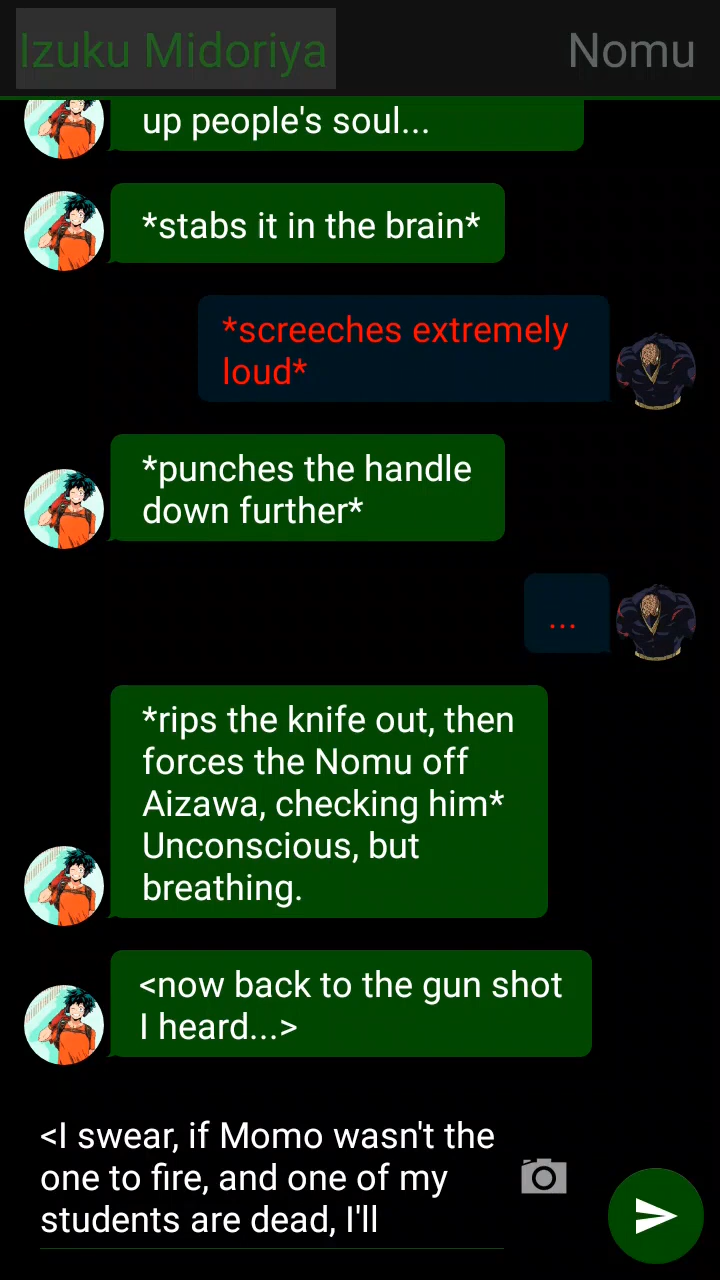 Izuku Midoriya
Nomu
up people's soul...
*stabs it in the brain*
*screeches extremely
loud*
*punches the handle
down further*
...
*rips the knife out, then
forces the Nomu off
Aizawa, checking him*
Unconscious, but
breathing.
<now back to the gun shot
I heard...>
<I swear, if Momo wasn't the
one to fire, and one of my
students are dead, I'll